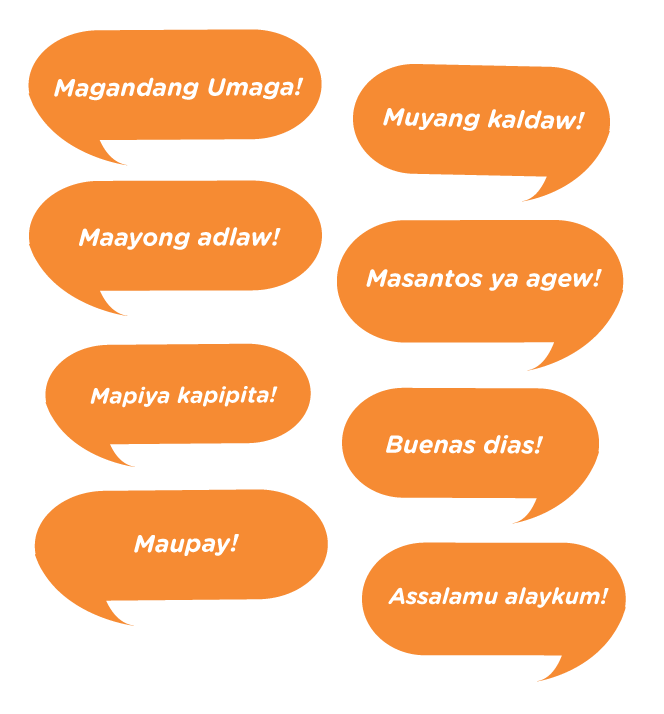 Magandang Umaga!
Muyang kaldaw!
Maayong adlaw!
Masantos ya agew!
Mapiya kapipita!
Buenas dias!
Maupay!
Assalamu alaykum!